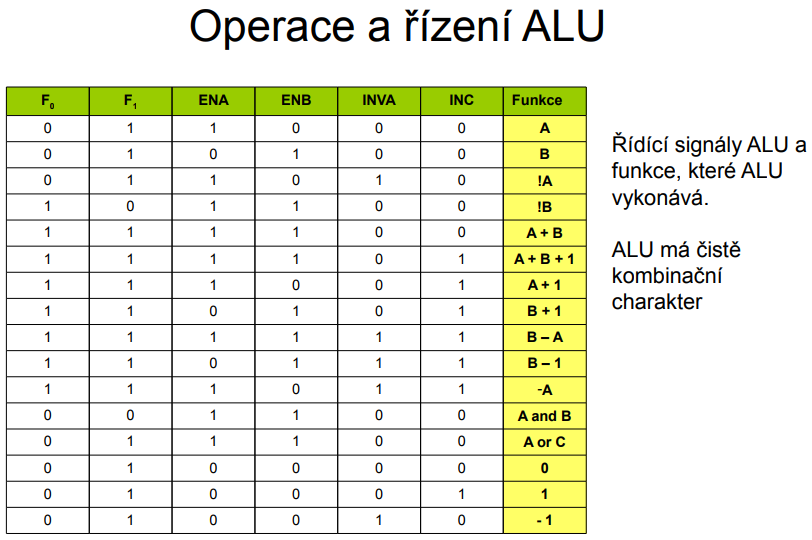 Operace a řízení ALU
F0 F1 ENA ENB INVA INC Funkce
0 1 1 0 0 0 A
0 1 0 1 0 0 B
0 1 1 0 1 0 !A
1 0 1 1 0 0 !B
1 1 1 1 0 0 A + B
1 1 1 1 0 1 A + B + 1
1 1 1 0 0 1 A + 1
1 1 0 1 0 1 B + 1
1 1 1 1 1 1 B – A
1 1 0 1 1 1 B – 1
1 1 1 0 1 1 -A
0 0 1 1 0 0 A and B
0 1 1 1 0 0 A or C
0 1 0 0 0 0 0
0 1 0 0 0 1 1
0 1 0 0 1 0 - 1
Řídící signály ALU a
funkce, které ALU
vykonává.
ALU má čistě
kombinační
charakter